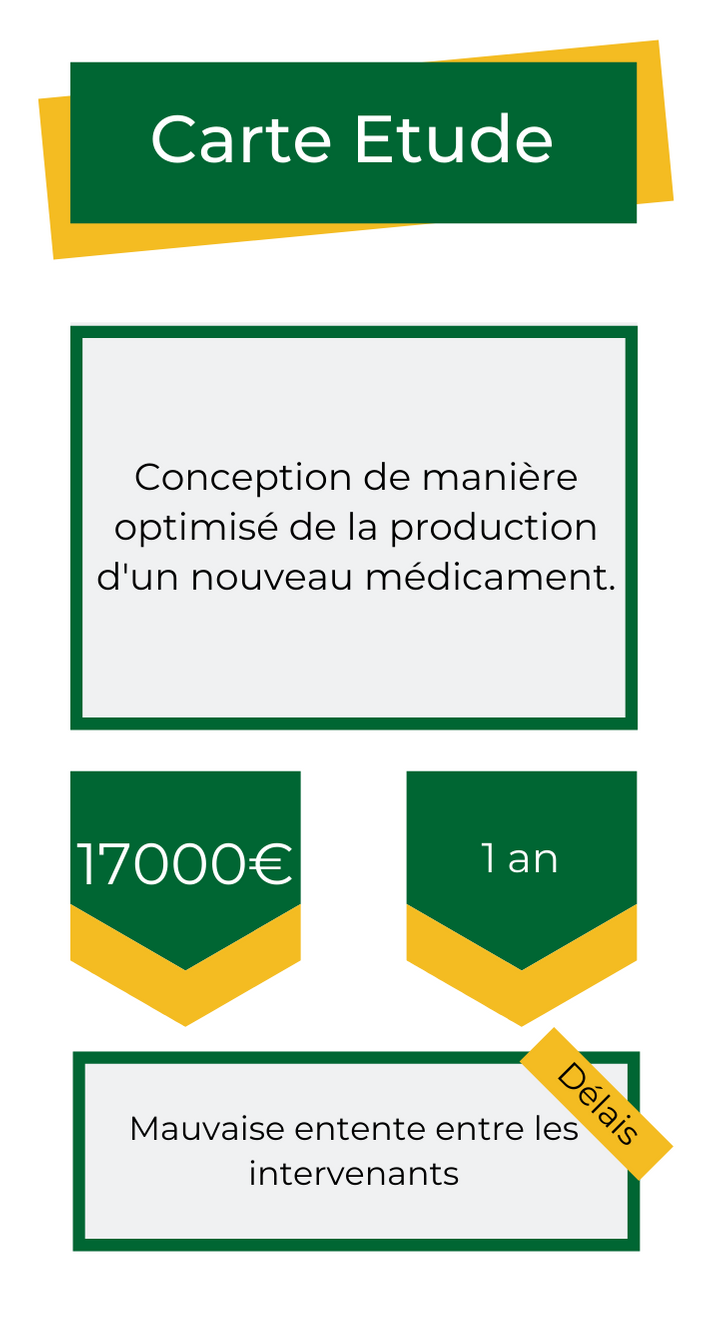 Carte Etude
Conception de manière
optimisé de la production
d'un nouveau médicament.
17000€
1 an
Délais
Mauvaise entente entre les
intervenants